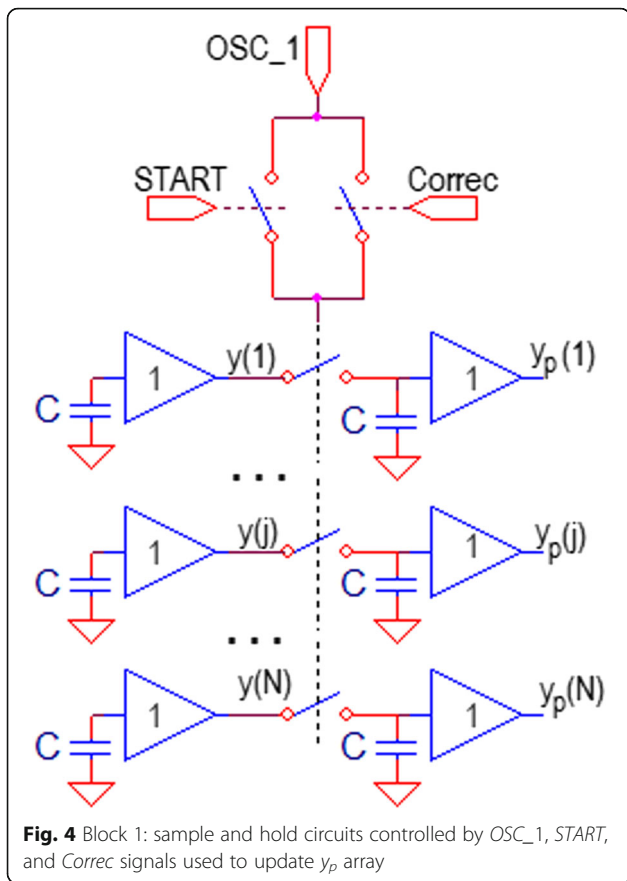 OSC_1
START Correc
1 y(1) 1 yₚ(1)
C C
...
1 y(j) 1 yₚ(j)
C C
...
1 y(N) 1 yₚ(N)
C C
Fig. 4 Block 1: sample and hold circuits controlled by OSC_1, START,
and Correc signals used to update yₚ array